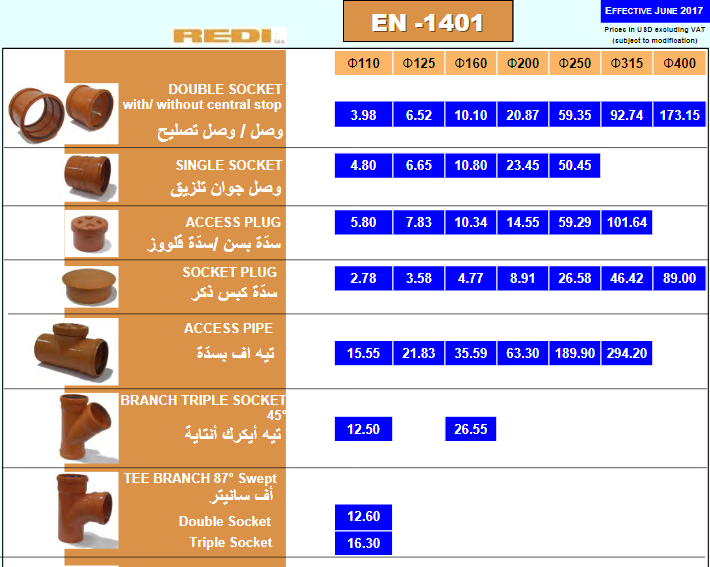 REDI
EN -1401
EFFECTIVE JUNE 2017
Prices in USD excluding VAT
(subject to modification)
Φ110 Φ125 Φ160 Φ200 Φ250 Φ315 Φ400
DOUBLE SOCKET
with/ without central stop
وصل / وصل تصليح
3.98 6.52 10.10 20.87 59.35 92.74 173.15
SINGLE SOCKET
وصل جوان تلزيق
4.80 6.65 10.80 23.45 50.45
ACCESS PLUG
سدّة بسن /سدّة قلووز
5.80 7.83 10.34 14.55 59.29 101.64
SOCKET PLUG
سدّة كبس ذكر
2.78 3.58 4.77 8.91 26.58 46.42 89.00
ACCESS PIPE
تيه اف بسدّة
15.55 21.83 35.59 63.30 189.90 294.20
BRANCH TRIPLE SOCKET
45°
تيه أيكرك أنتاية
12.50 26.55
TEE BRANCH 87° Swept
أف سانيتر
Double Socket 12.60
Triple Socket 16.30